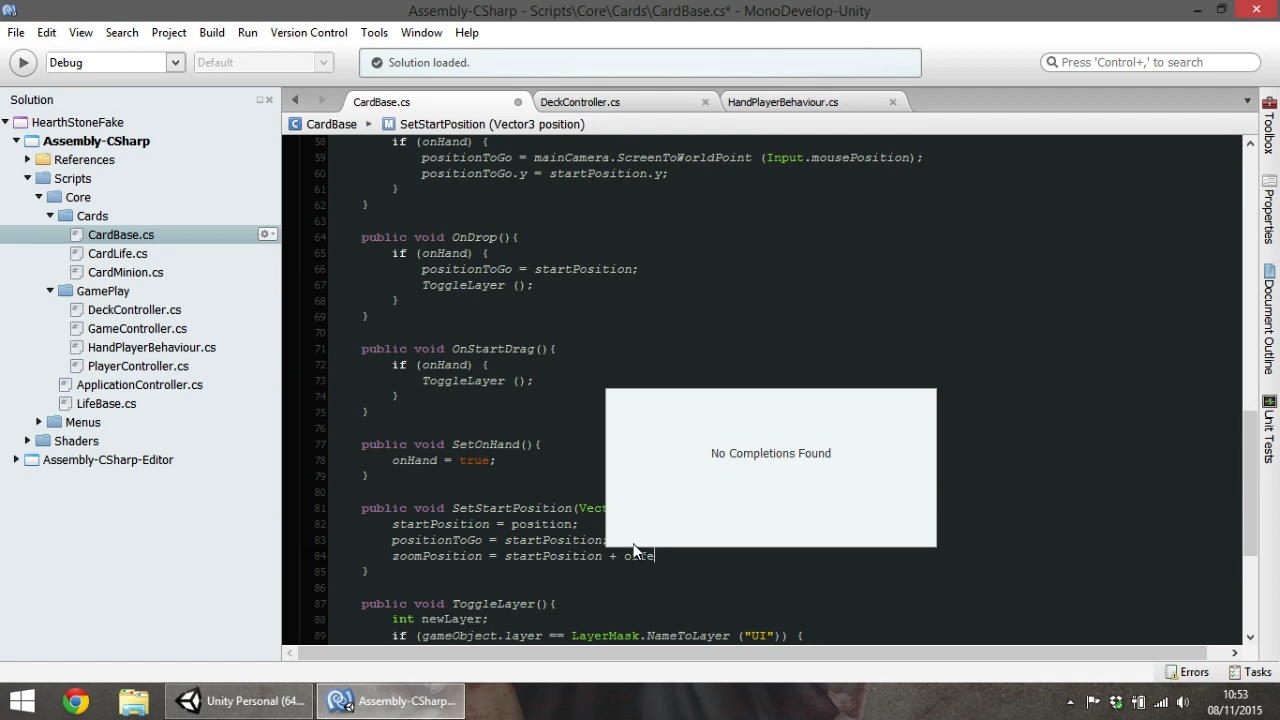 Assembly-CSharp - Scripts\Core\Cards\CardBase.cs* - MonoDevelop-Unity
File Edit View Search Project Build Run Version Control Tools Window Help
Debug Default Solution loaded. Press 'Control+,' to search
Solution
HearthStoneFake
Assembly-CSharp
References
Scripts
Core
Cards
CardBase.cs
CardLife.cs
CardMinion.cs
GamePlay
DeckController.cs
GameController.cs
HandPlayerBehaviour.cs
PlayerController.cs
ApplicationController.cs
LifeBase.cs
Menus
Shaders
Assembly-CSharp-Editor
CardBase.cs DeckController.cs HandPlayerBehaviour.cs
CardBase SetStartPosition (Vector3 position)
58 if (onHand) {
59 positionToGo = mainCamera.ScreenToWorldPoint (Input.mousePosition);
60 positionToGo.y = startPosition.y;
61 }
62 }
63
64 public void OnDrop(){
65 if (onHand) {
66 positionToGo = startPosition;
67 ToggleLayer ();
68 }
69 }
70
71 public void OnStartDrag(){
72 if (onHand) {
73 ToggleLayer ();
74 }
75 }
76
77 public void SetOnHand(){
78 onHand = true;
79 }
80
81 public void SetStartPosition(Vect
82 startPosition = position;
83 positionToGo = startPosition;
84 zoomPosition = startPosition +
85 }
86
87 public void ToggleLayer(){
88 int newLayer;
89 if (gameObject.layer == LayerMask.NameToLayer ("UI")) {
No Completions Found
Toolbox
Properties
Document Outline
Unit Tests
Errors Tasks
Unity Personal (64... Assembly-CSharp...
10:53
08/11/2015